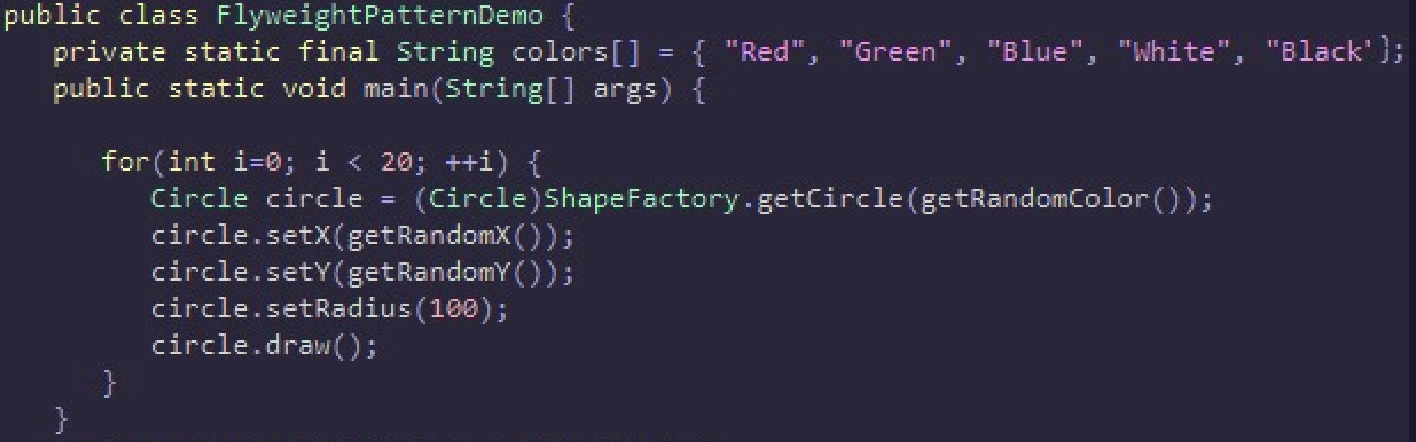 public class FlyweightPatternDemo {
   private static final String colors[] = { "Red", "Green", "Blue", "White", "Black' };
   public static void main(String[] args) {

      for(int i=0; i < 20; ++i) {
         Circle circle = (Circle)ShapeFactory.getCircle(getRandomColor());
         circle.setX(getRandomX());
         circle.setY(getRandomY());
         circle.setRadius(100);
         circle.draw();
      }
   }